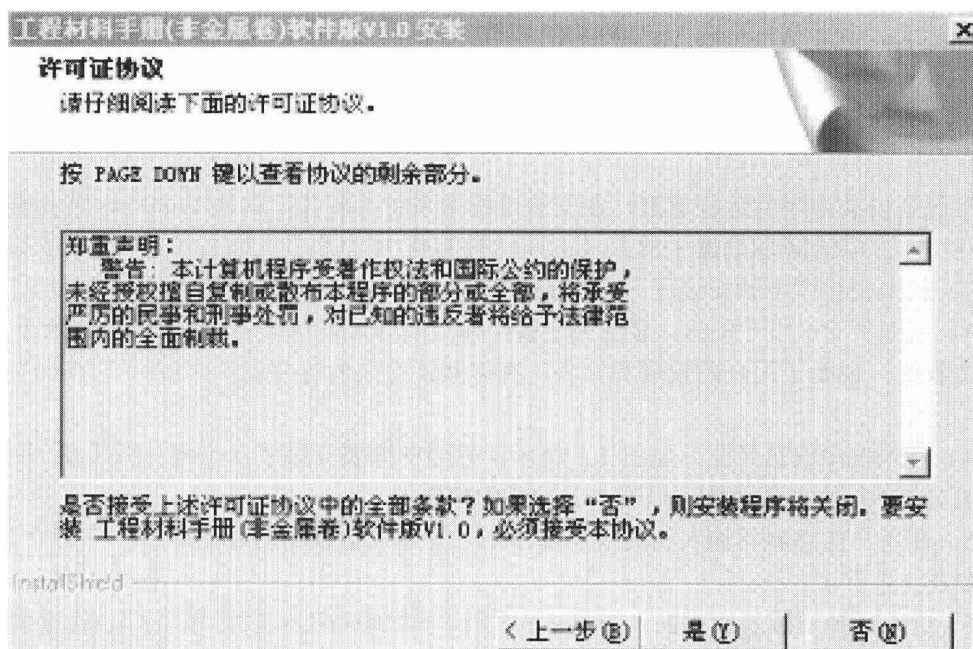 工程材料手册(非金属卷)软件版V1.0 安装
许可证协议
请仔细阅读下面的许可证协议。
按 PAGE DOWN 键以查看协议的剩余部分。
郑重声明：
警告: 本计算机程序受著作权法和国际公约的保护，
未经授权擅自复制或散布本程序的部分或全部，将承受
严厉的民事和刑事处罚，对已知的违反者将给予法律范
围内的全面制裁。
是否接受上述许可证协议中的全部条款？如果选择“否”，则安装程序将关闭。要安
装 工程材料手册(非金属卷)软件版V1.0，必须接受本协议。
InstallShield
< 上一步(B) 是(Y) 否(N)